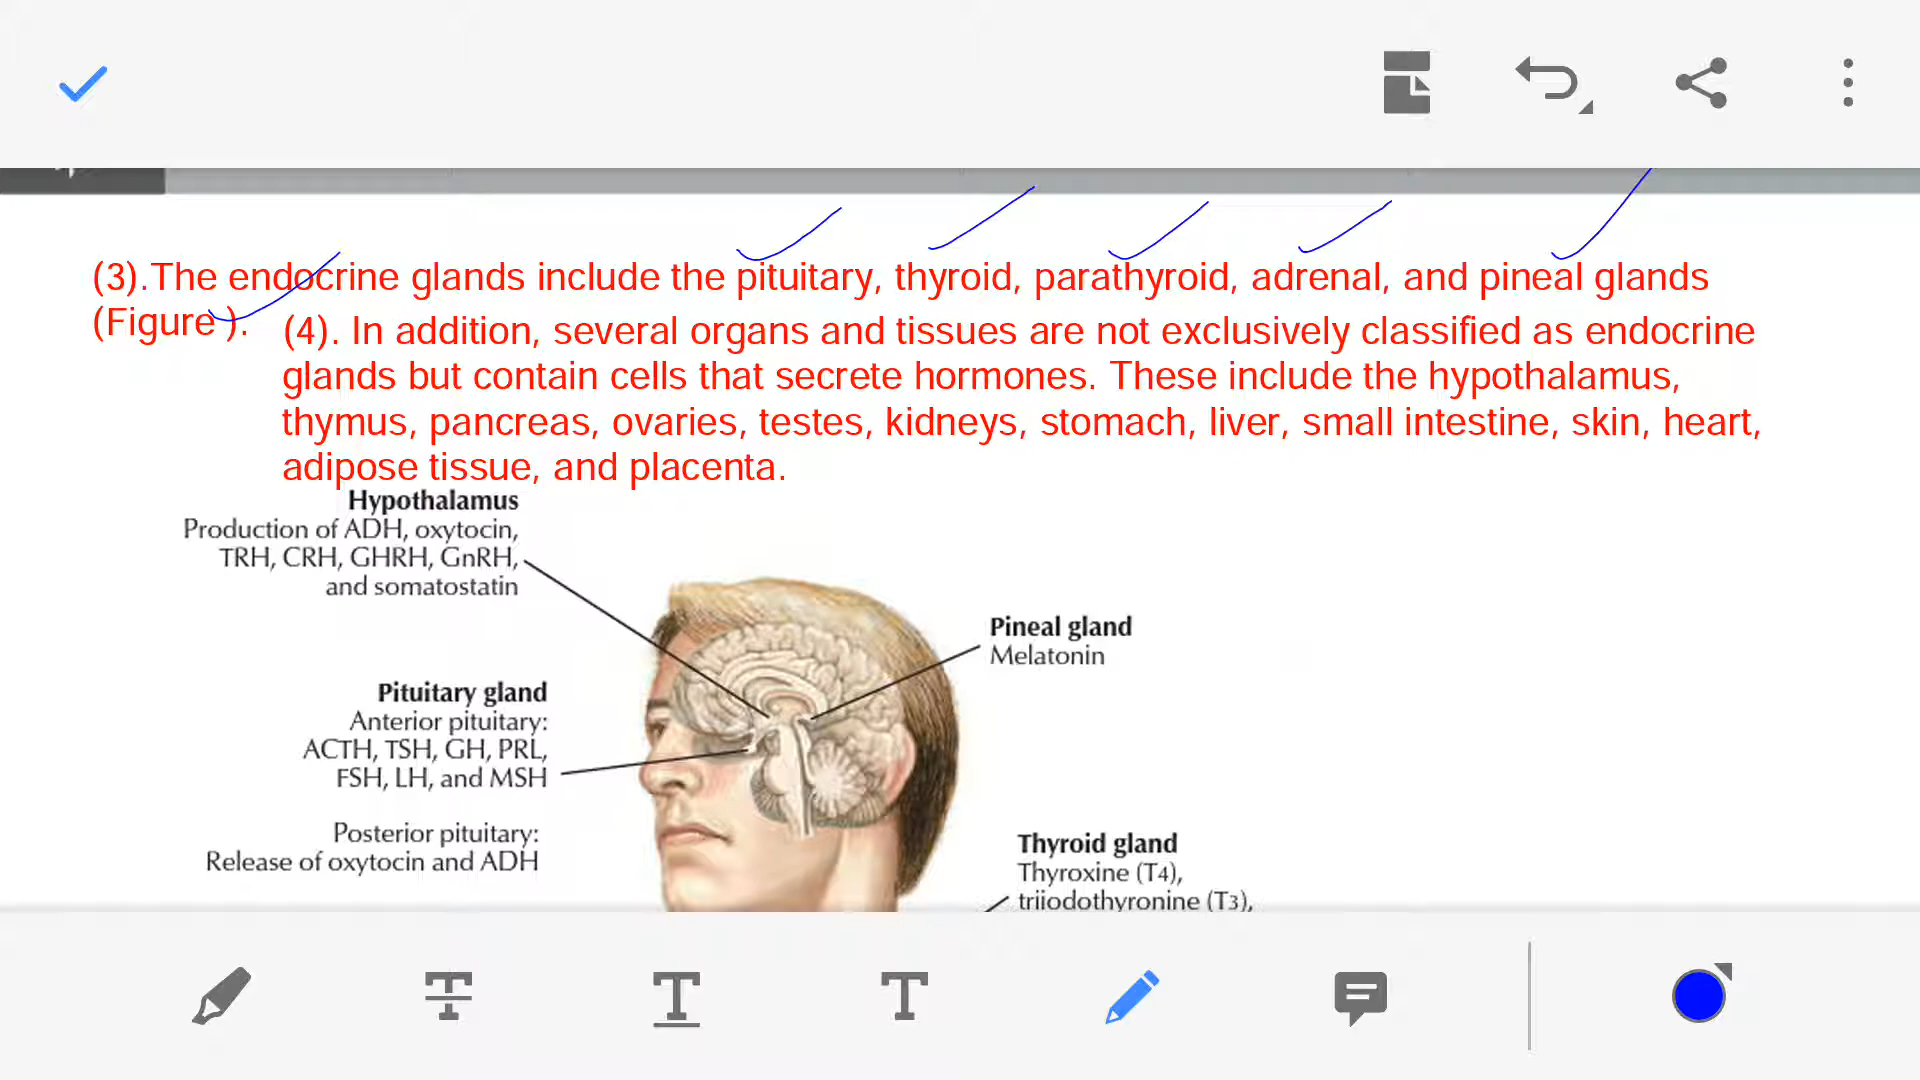 (3).The endocrine glands include the pituitary, thyroid, parathyroid, adrenal, and pineal glands
(Figure ).
(4). In addition, several organs and tissues are not exclusively classified as endocrine
glands but contain cells that secrete hormones. These include the hypothalamus,
thymus, pancreas, ovaries, testes, kidneys, stomach, liver, small intestine, skin, heart,
adipose tissue, and placenta.
Hypothalamus
Production of ADH, oxytocin,
TRH, CRH, GHRH, GnRH,
and somatostatin
Pineal gland
Melatonin
Pituitary gland
Anterior pituitary:
ACTH, TSH, GH, PRL,
FSH, LH, and MSH
Posterior pituitary:
Release of oxytocin and ADH
Thyroid gland
Thyroxine (T4),
triiodothyronine (T3),